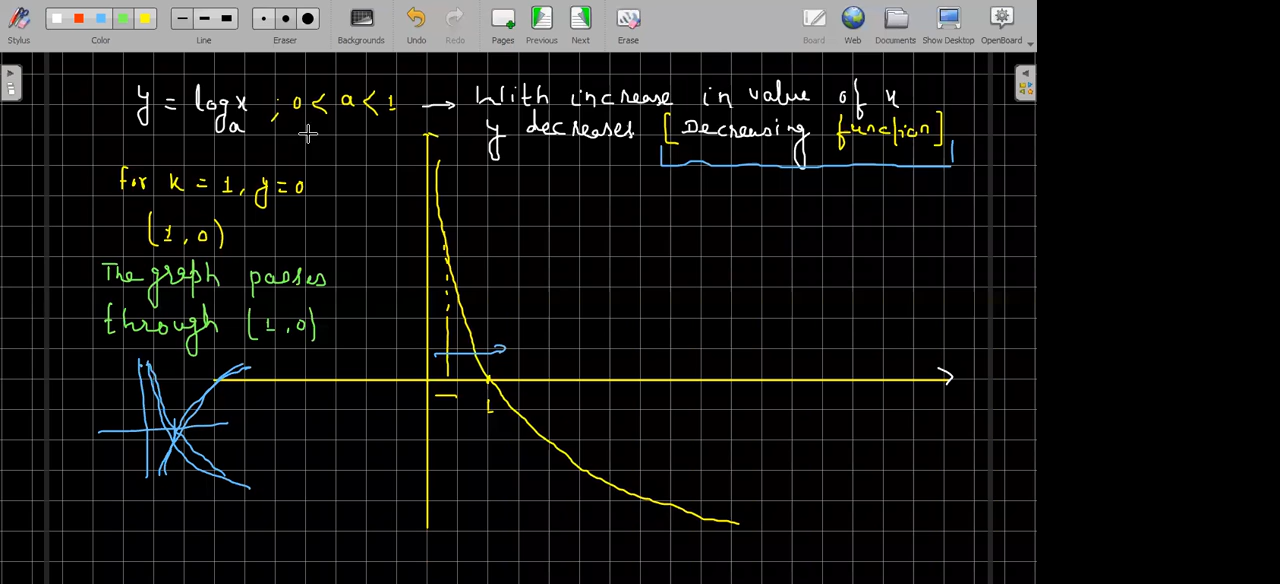 Stylus
Color
Line
Eraser
Backgrounds
Undo
Redo
Pages
Previous
Next
Erase
Board
Web
Documents
Show Desktop
OpenBoard
y = logₐx ; 0 < a < 1 → With increase in value of x
y decreases [Decreasing function]
for x = 1, y = 0
(1, 0)
The graph passes
through (1, 0)
1